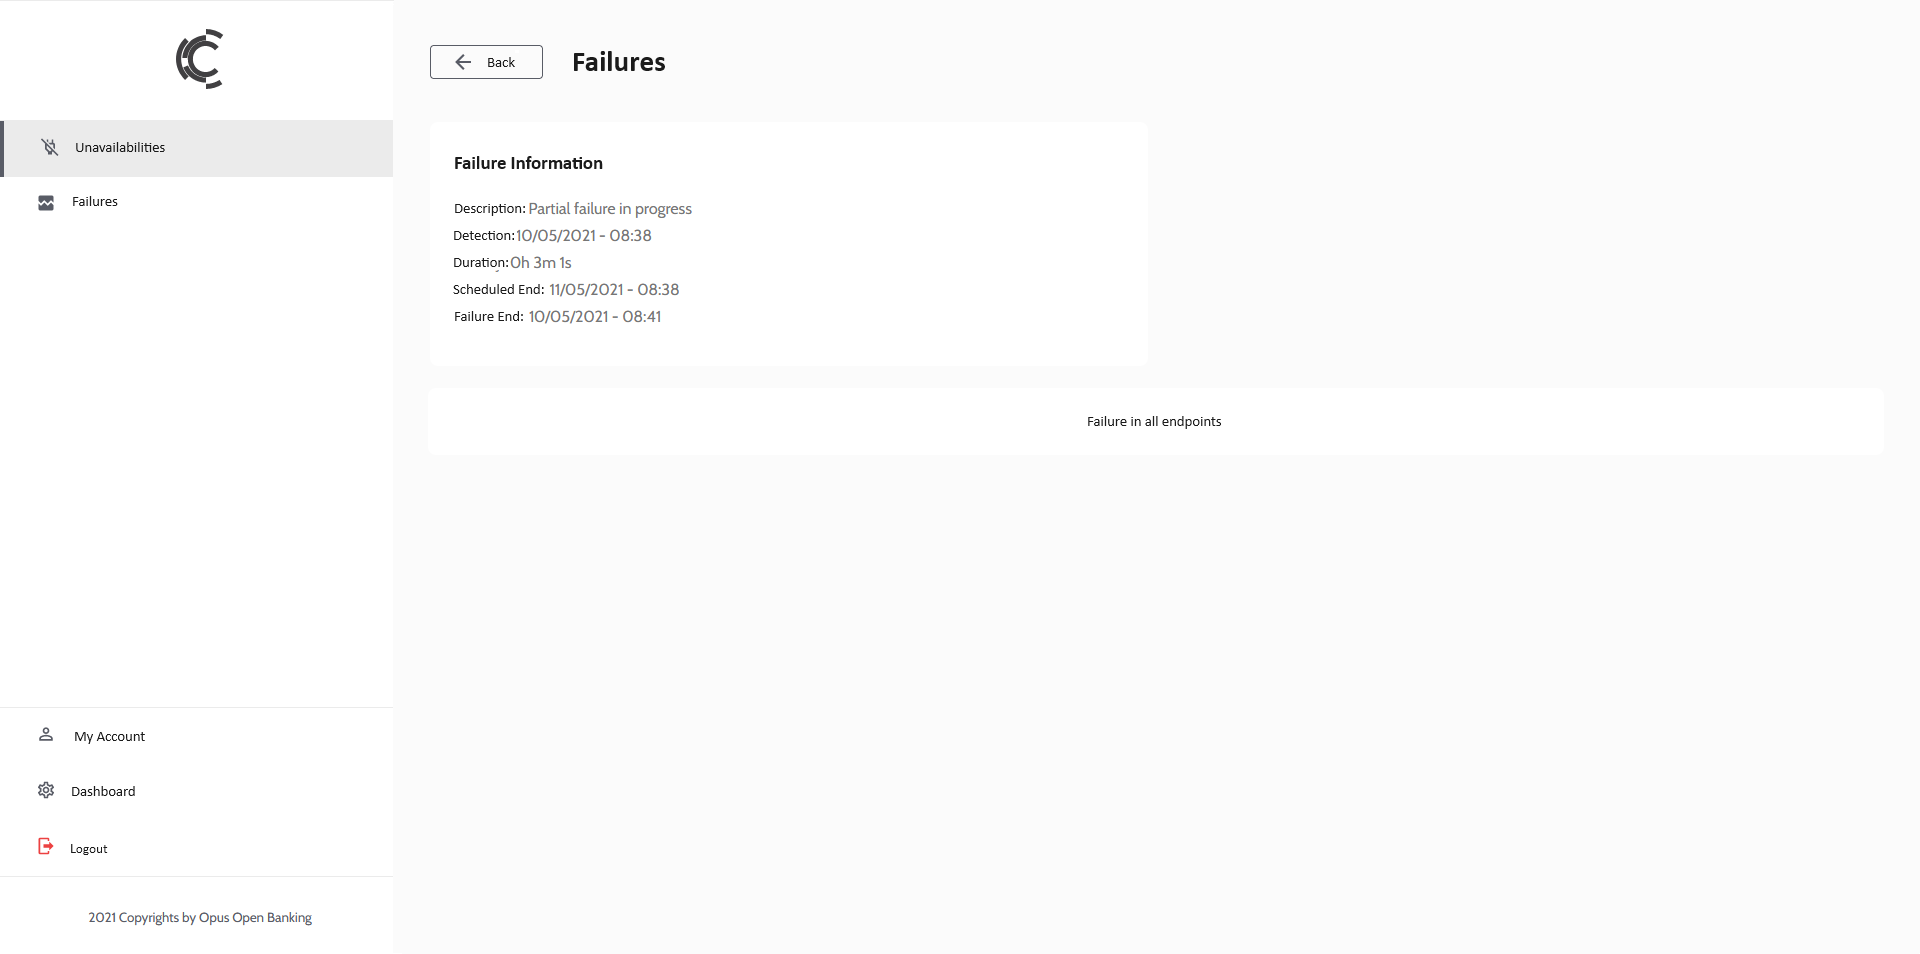 Back
Failures
Unavailabilities
Failures
Failure Information
Description: Partial failure in progress
Detection: 10/05/2021 - 08:38
Duration: 0h 3m 1s
Scheduled End: 11/05/2021 - 08:38
Failure End: 10/05/2021 - 08:41
Failure in all endpoints
My Account
Dashboard
Logout
2021 Copyrights by Opus Open Banking